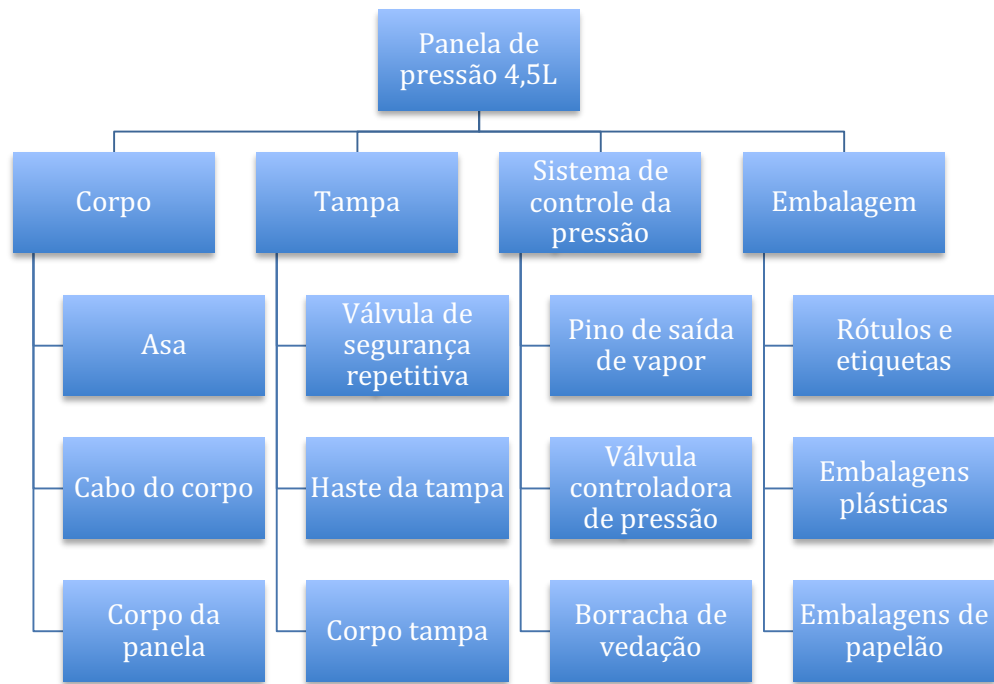 Panela de
pressão 4,5L
Corpo
Tampa
Sistema de
controle da
pressão
Embalagem
Asa
Válvula de
segurança
repetitiva
Pino de saída
de vapor
Rótulos e
etiquetas
Cabo do corpo
Haste da tampa
Válvula
controladora
de pressão
Embalagens
plásticas
Corpo da
panela
Corpo tampa
Borracha de
vedação
Embalagens de
papelão